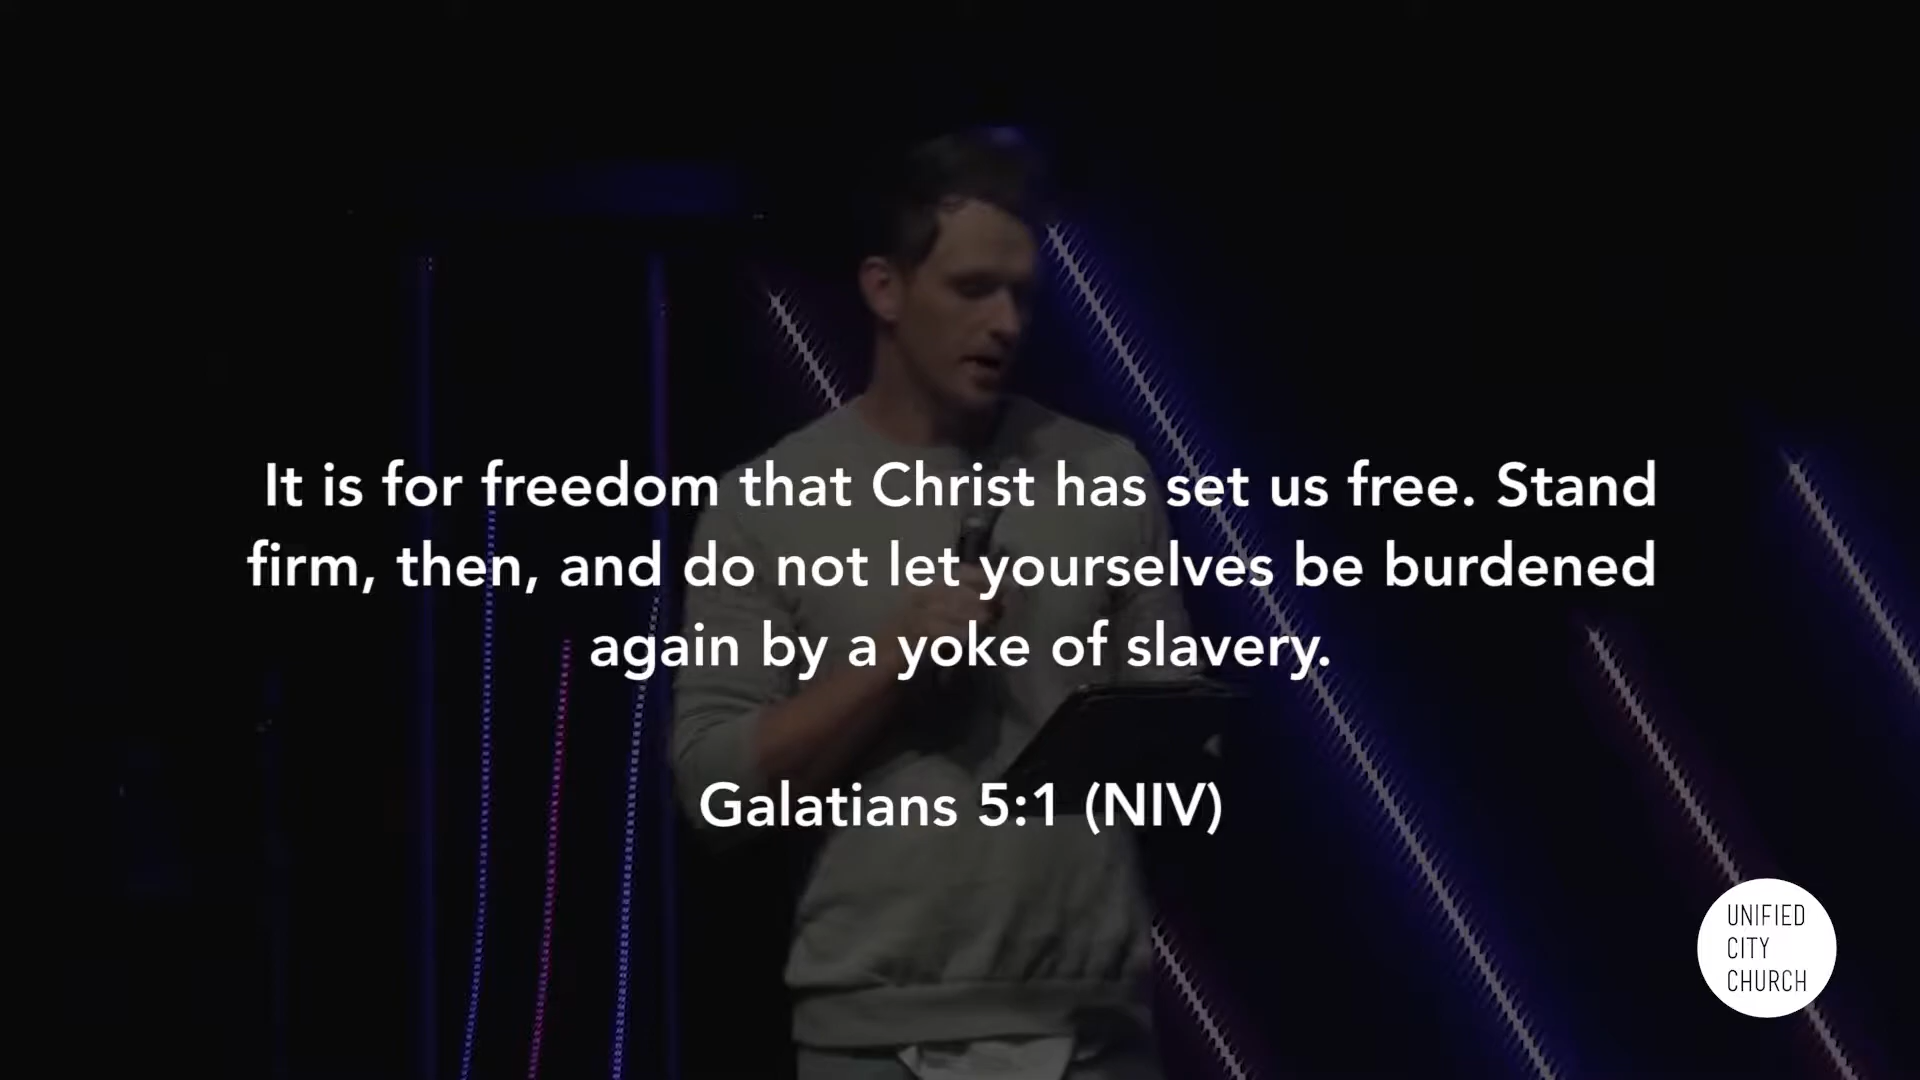 It is for freedom that Christ has set us free. Stand
firm, then, and do not let yourselves be burdened
again by a yoke of slavery.
Galatians 5:1 (NIV)
UNIFIED
CITY
CHURCH